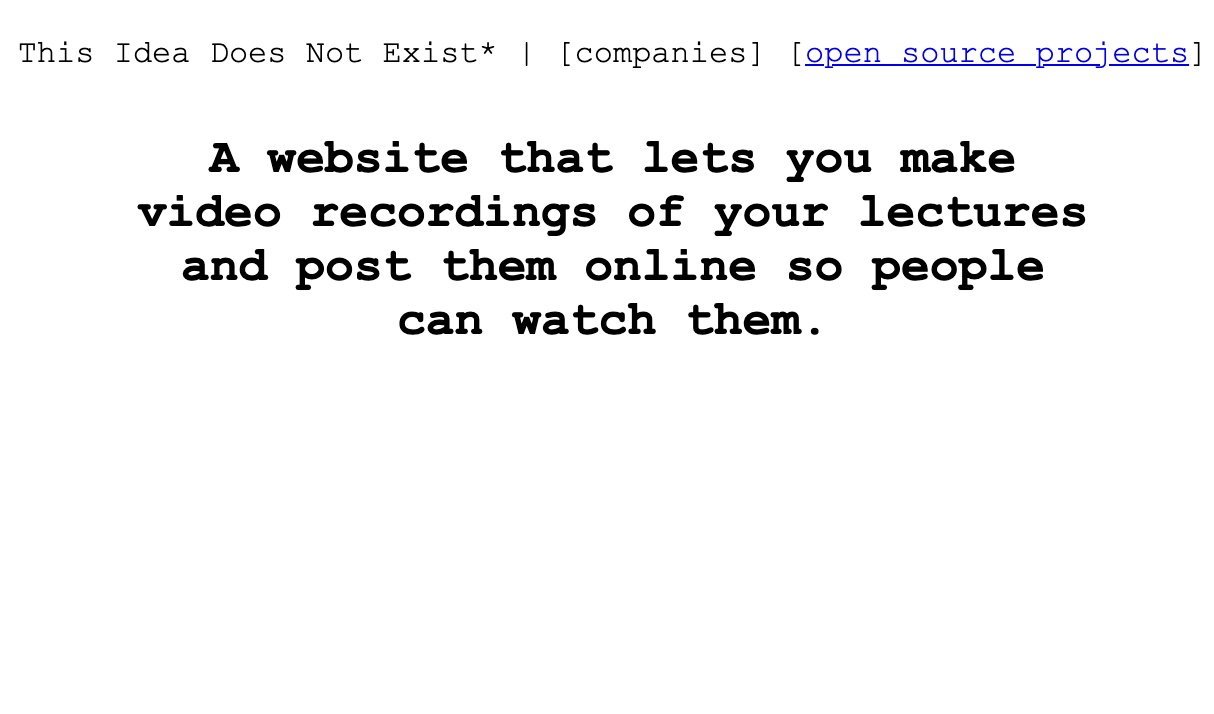 This Idea Does Not Exist* | [companies] [open source projects]
A website that lets you make
video recordings of your lectures
and post them online so people
can watch them.